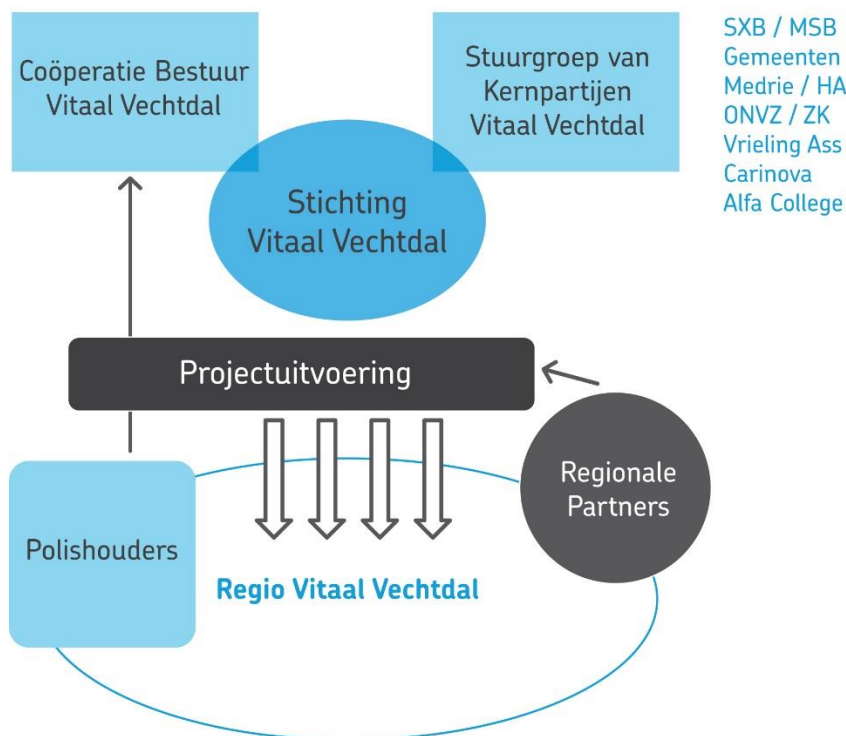 Coöperatie Bestuur
Vitaal Vechtdal
Stuurgroep van
Kernpartijen
Vitaal Vechtdal
SXB / MSB
Gemeenten
Medrie / HA
ONVZ / ZK
Vrieling Ass
Carinova
Alfa College
Stichting
Vitaal Vechtdal
Projectuitvoering
Regionale
Partners
Polishouders
Regio Vitaal Vechtdal